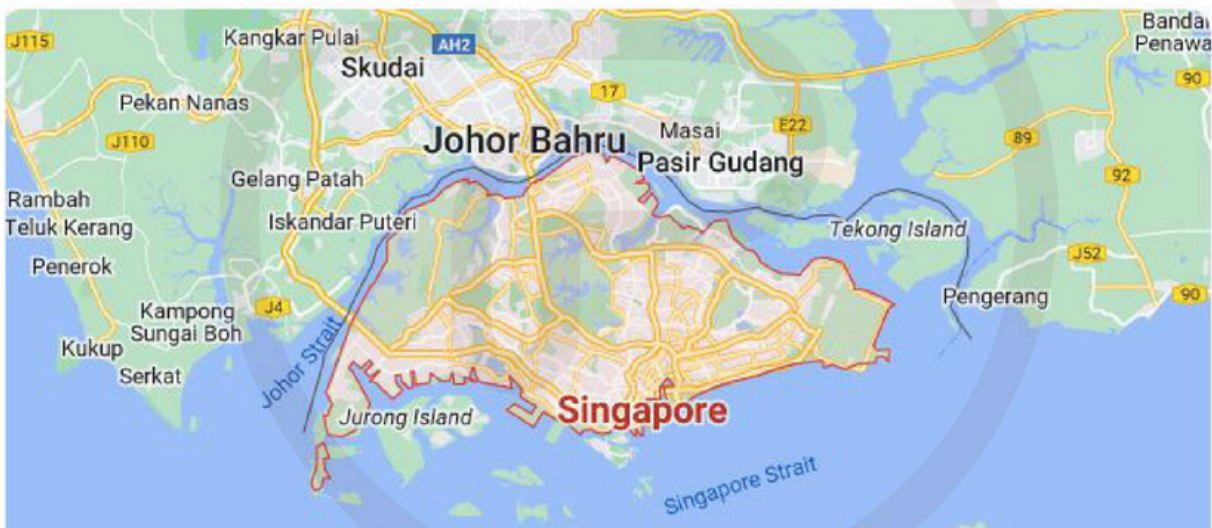 J115
Kangkar Pulai
AH2
Bandar
Penawa
Skudai
17
90
Pekan Nanas
J110
Johor Bahru
Masai
E22
89
Pasir Gudang
92
Gelang Patah
Rambah
Iskandar Puteri
Teluk Kerang
Tekong Island
Penerok
J52
Kampong
Sungai Boh
J4
Pengerang
90
Kukup
Johor Strait
Serkat
Jurong Island
Singapore
Singapore Strait